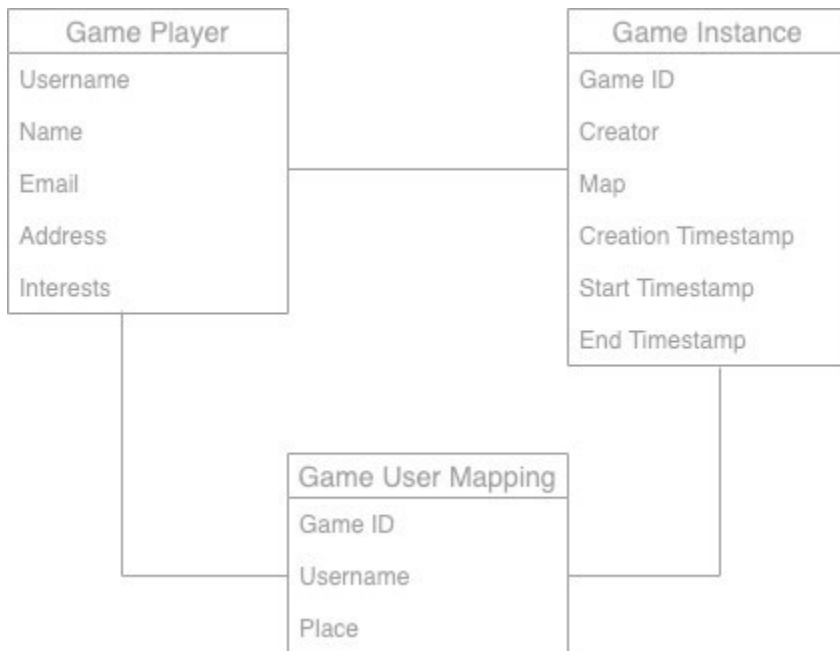 Game Player
Username
Name
Email
Address
Interests
Game Instance
Game ID
Creator
Map
Creation Timestamp
Start Timestamp
End Timestamp
Game User Mapping
Game ID
Username
Place